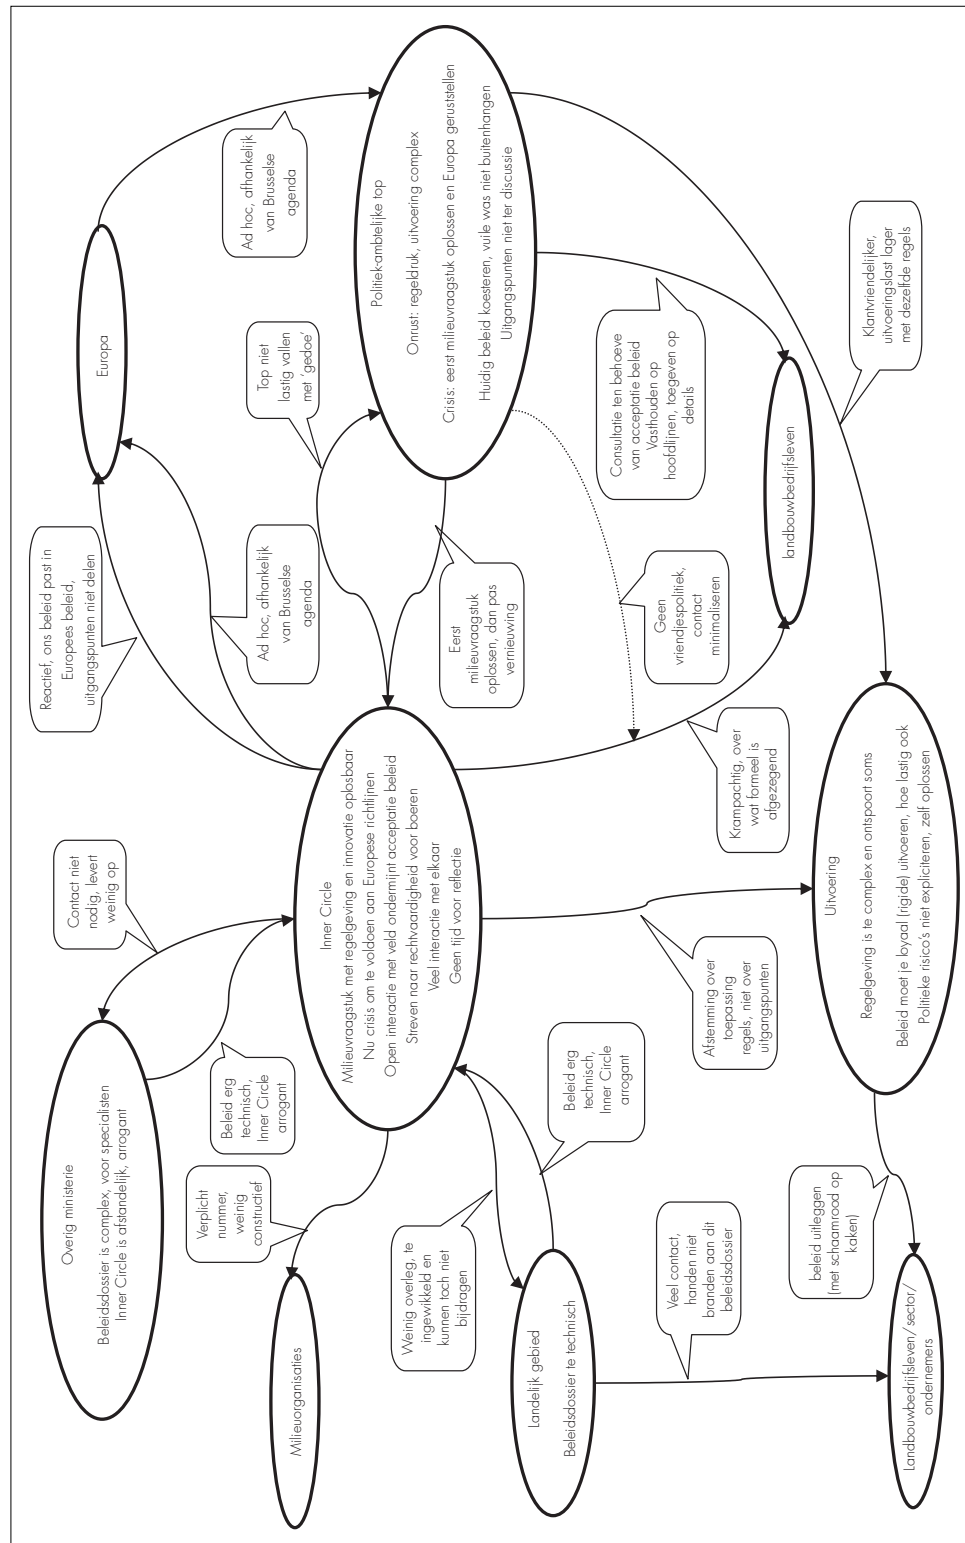 Overig ministerie
Beleidsdossier is complex, voor specialisten
Inner Circle is afstandelijk, arrogant
Contact niet
nodig, levert
weinig op
Reactief, ons beleid past in
Europees beleid,
uitgangspunten niet delen
Europa
Ad hoc, afhankelijk
van Brusselse
agenda
Beleid erg
technisch,
Inner Circle
arrogant
Verplicht
nummer,
weinig
constructief
Milieuorganisaties
Ad hoc, afhankelijk
van Brusselse
agenda
Top niet
lastig vallen
met ‘gedoe’
Inner Circle
Milieuvraagstuk met regelgeving en innovatie oplosbaar
Nu crisis om te voldoen aan Europese richtlijnen
Open interactie met veld ondermijnt acceptatie beleid
Streven naar rechtvaardigheid voor boeren
Veel interactie met elkaar
Geen tijd voor reflectie
Politiek-ambtelijke top
Onrust: regeldruk, uitvoering complex
Crisis: eerst milieuvraagstuk oplossen en Europa geruststellen
Huidig beleid koesteren, vuile was niet buitenhangen
Uitgangspunten niet ter discussie
Eerst
milieuvraagstuk
oplossen, dan pas
vernieuwing
Weinig overleg, te
ingewikkeld en
kunnen toch niet
bijdragen
Beleid erg
technisch,
Inner Circle
arrogant
Landelijk gebied
Beleidsdossier te technisch
Consultatie ten behoeve
van acceptatie beleid
Vasthouden op
hoofdlijnen, toegeven op
details
Geen
vriendjespolitiek,
contact
minimaliseren
Krampachtig, over
wat formeel is
afgezegend
Afstemming over
toepassing
regels, niet over
uitgangspunten
Veel contact,
handen niet
branden aan dit
beleidsdossier
landbouwbedrijfsleven
Klantvriendelijker,
uitvoeringslast lager
met dezelfde regels
beleid uitleggen
(met schaamrood op
kaken)
Uitvoering
Regelgeving is te complex en ontspoort soms
Beleid moet je loyaal (rigide) uitvoeren, hoe lastig ook
Politieke risico’s niet expliciteren, zelf oplossen
Landbouwbedrijfsleven/sector/
ondernemers